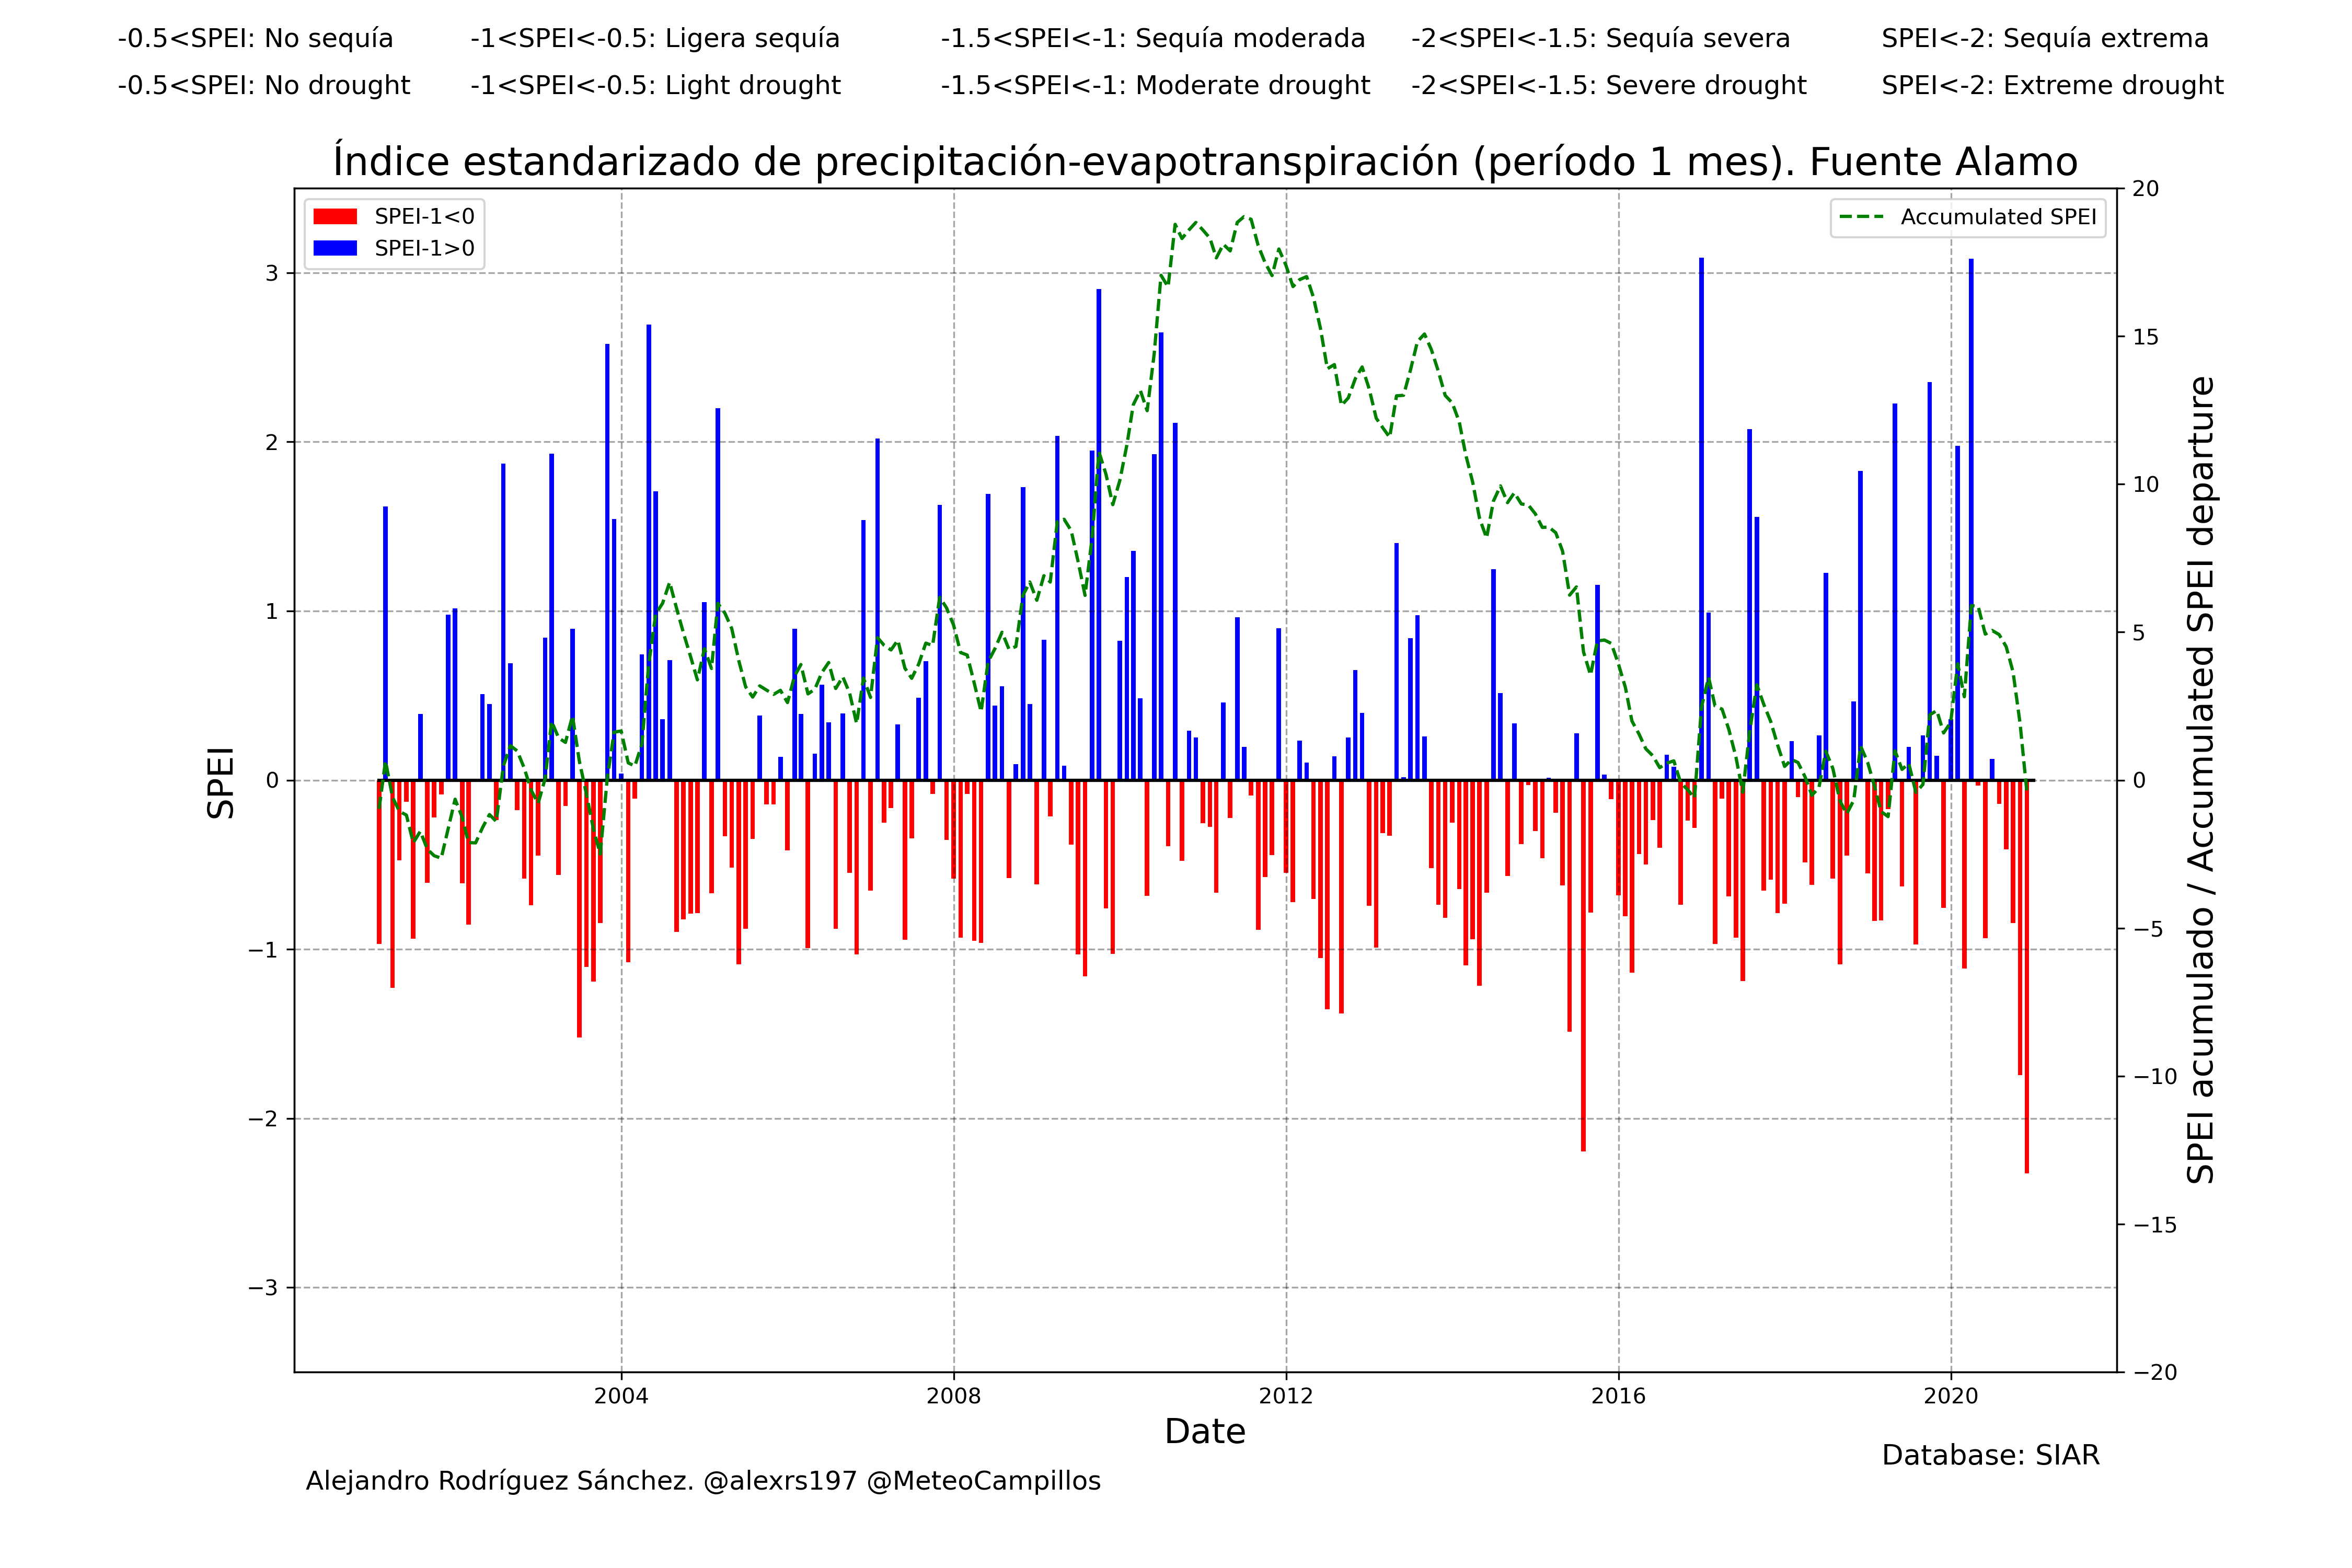 -0.5<SPEI: No sequía
-1<SPEI<-0.5: Ligera sequía
-1.5<SPEI<-1: Sequía moderada
-2<SPEI<-1.5: Sequía severa
SPEI<-2: Sequía extrema
-0.5<SPEI: No drought
-1<SPEI<-0.5: Light drought
-1.5<SPEI<-1: Moderate drought
-2<SPEI<-1.5: Severe drought
SPEI<-2: Extreme drought
Índice estandarizado de precipitación-evapotranspiración (período 1 mes). Fuente Alamo
SPEI-1<0
SPEI-1>0
Accumulated SPEI
SPEI
3
2
1
0
−1
−2
−3
20
15
10
5
0
−5
−10
−15
−20
SPEI acumulado / Accumulated SPEI departure
2004
2008
2012
2016
2020
Date
Database: SIAR
Alejandro Rodríguez Sánchez. @alexrs197 @MeteoCampillos